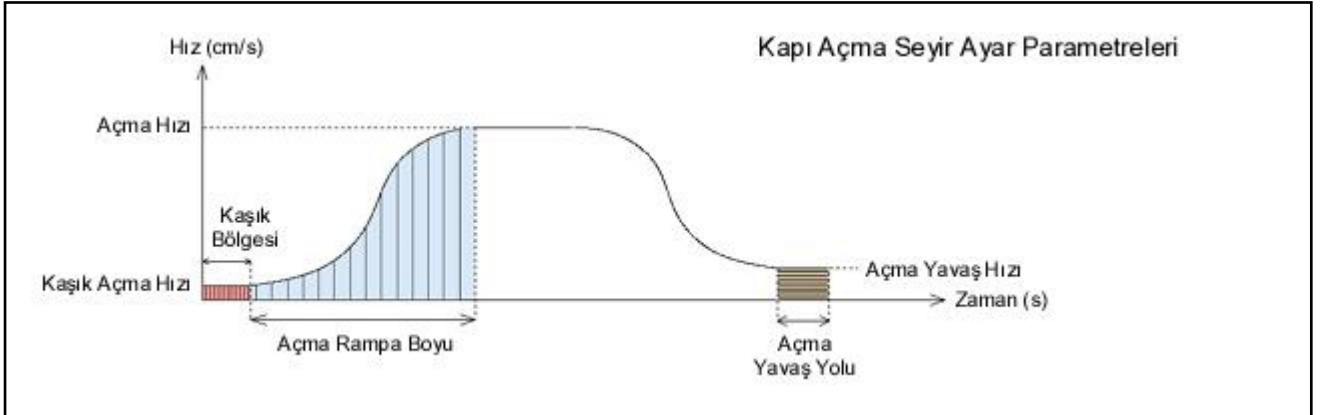 Hız (cm/s)
Kapı Açma Seyir Ayar Parametreleri
Açma Hızı
Kaşık
Bölgesi
Kaşık Açma Hızı
Açma Yavaş Hızı
Zaman (s)
Açma Rampa Boyu
Açma
Yavaş Yolu